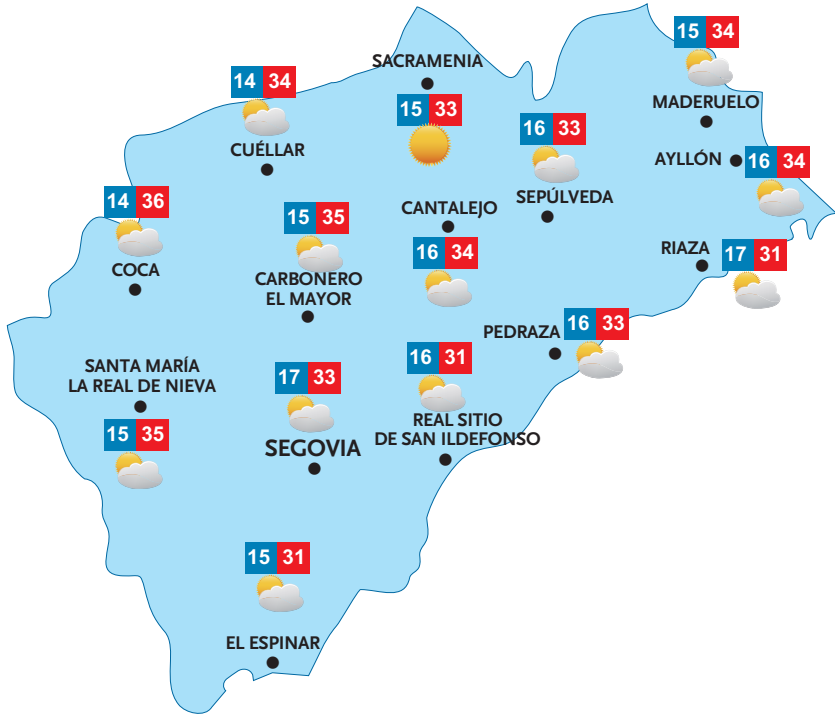 15 34
MADERUELO
SACRAMENIA
15 33
14 34
CUÉLLAR
16 33
SEPÚLVEDA
AYLLÓN
16 34
14 36
COCA
15 35
CARBONERO
EL MAYOR
CANTALEJO
16 34
RIAZA
17 31
PEDRAZA
16 33
SANTA MARÍA
LA REAL DE NIEVA
15 35
17 33
SEGOVIA
16 31
REAL SITIO
DE SAN ILDEFONSO
15 31
EL ESPINAR